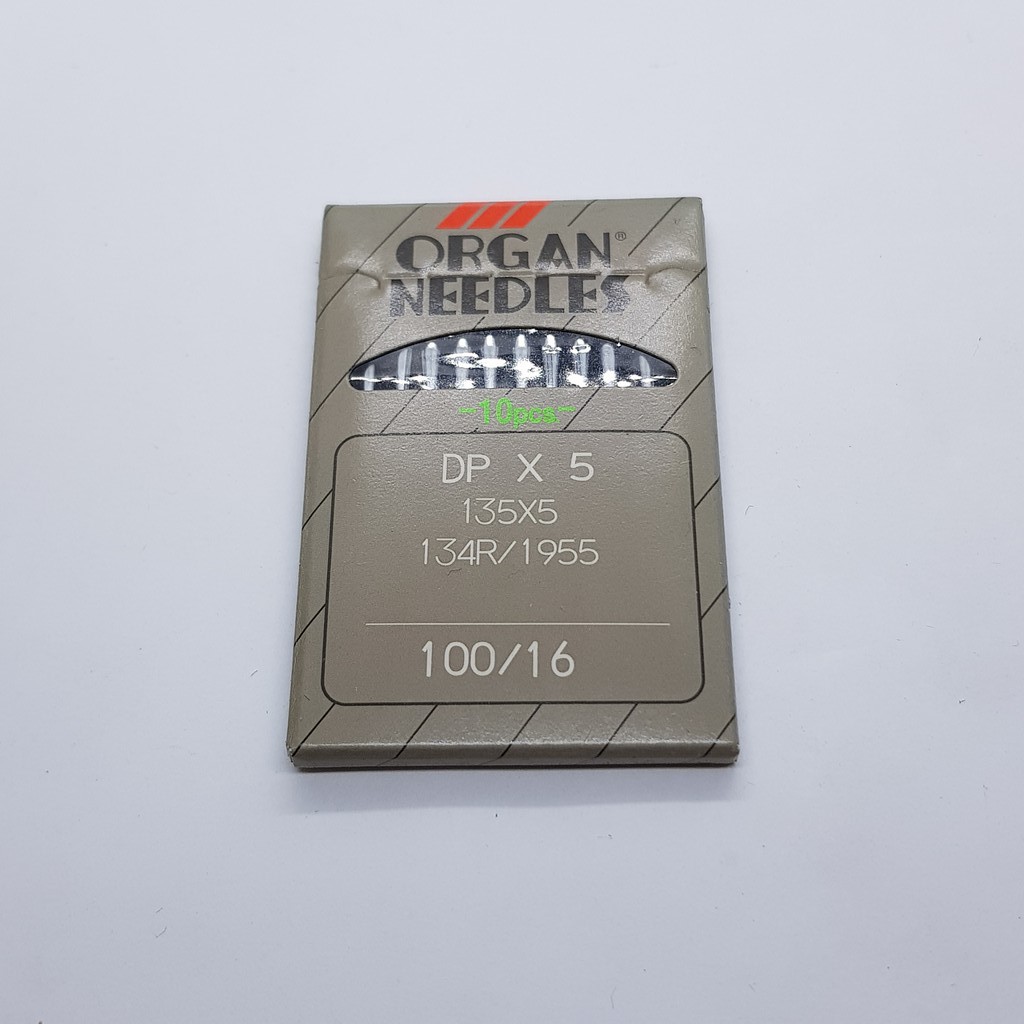 ORGAN®
NEEDLES
-10pcs-
DP X 5
135X5
134R/1955
100/16